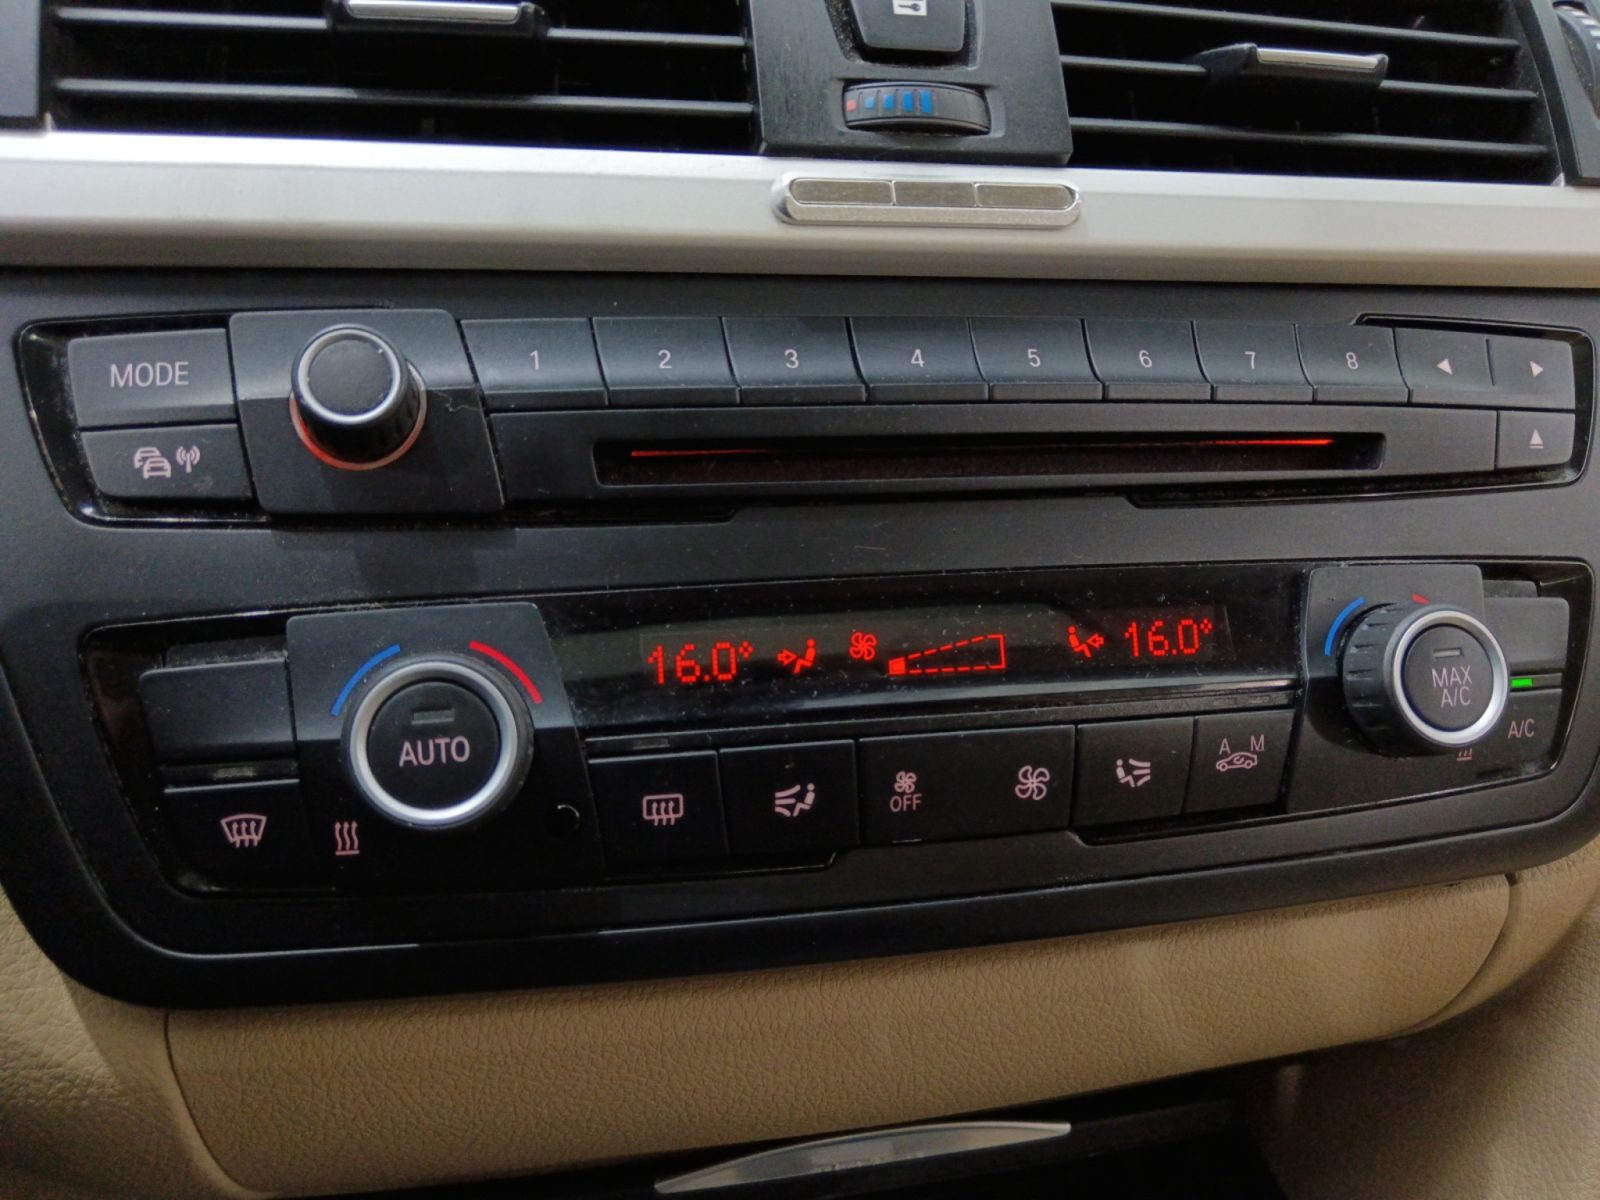 MODE 1 2 3 4 5 6 7 8
16.0° 16.0°
AUTO
MAX
A/C
A/C
OFF
A M